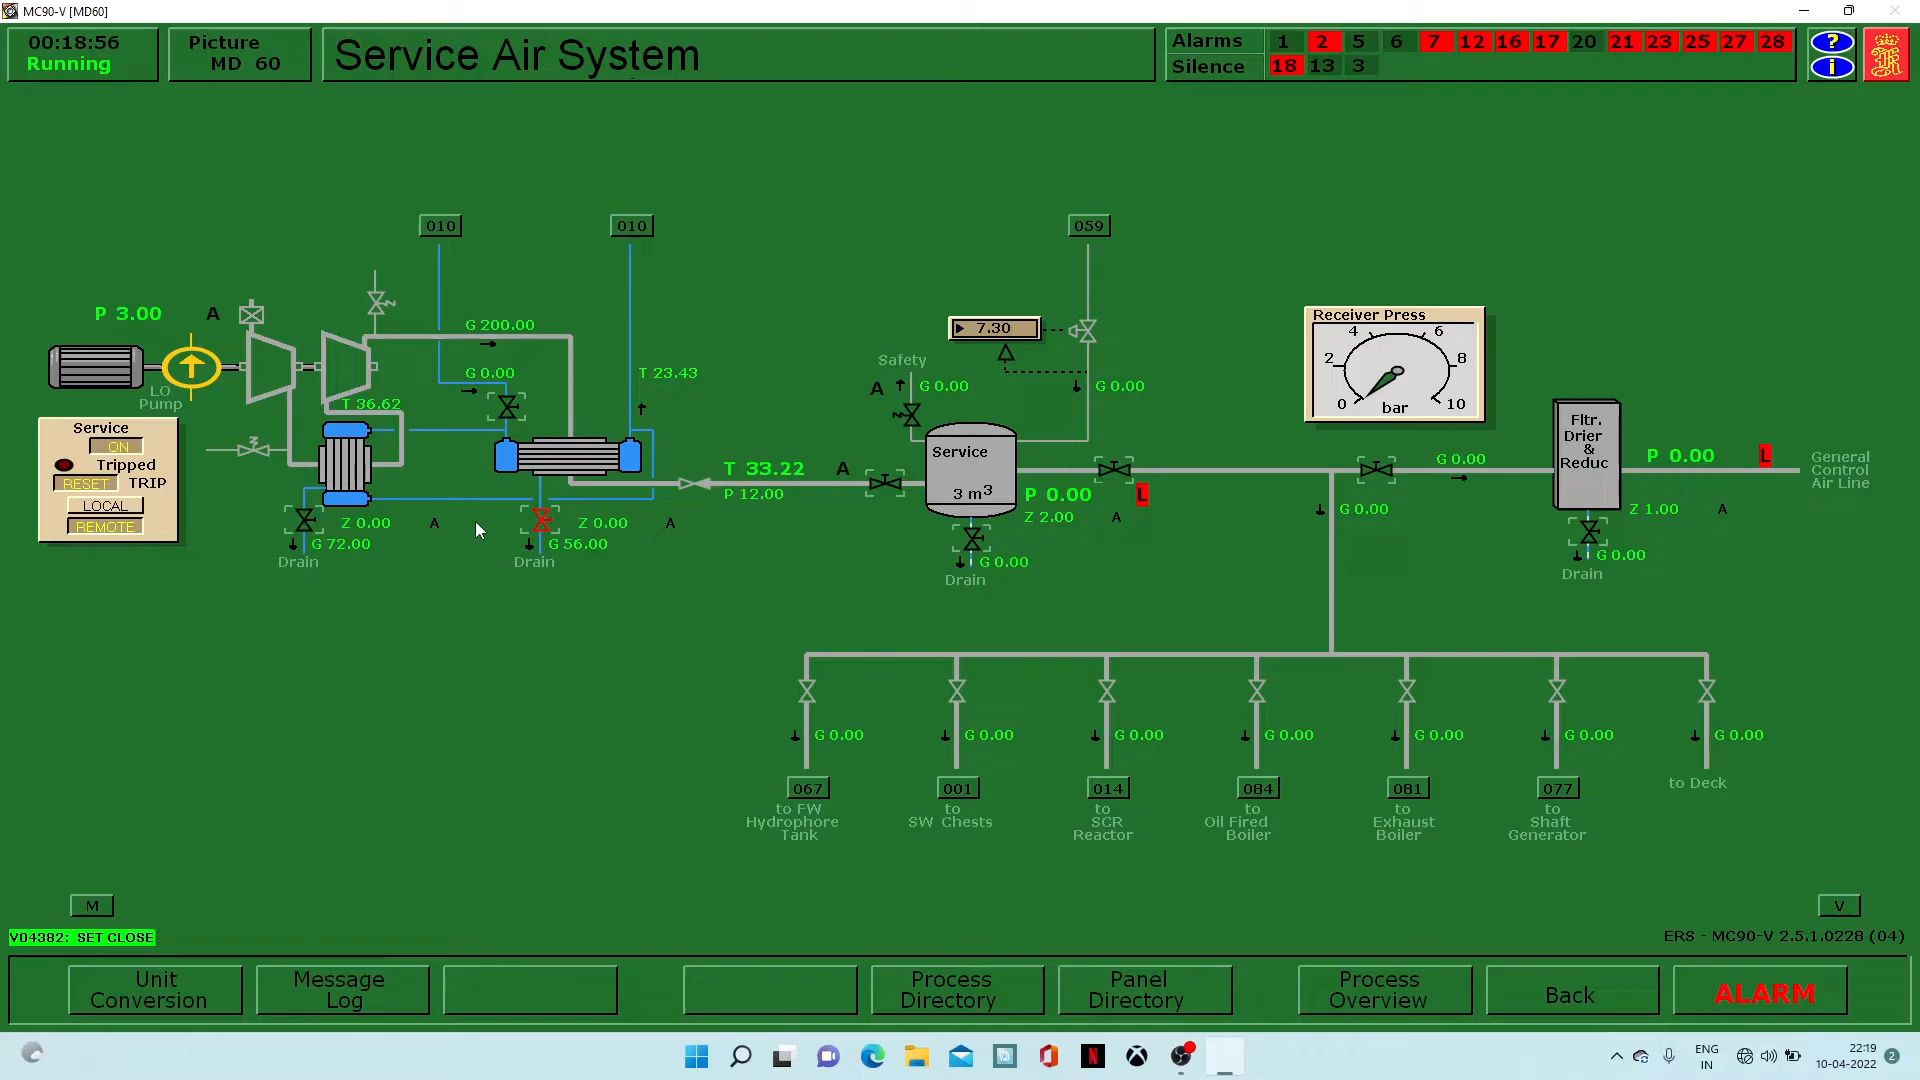 MC90-V [MD60]
00:18:56
Running
Picture
MD 60
Service Air System
Alarms 1 2 5 6 7 12 16 17 20 21 23 25 27 28
Silence 18 13 3
?
i
010
010
059
P 3.00
A
G 200.00
7.30
Receiver Press
4
6
2
8
0
bar
10
G 0.00
T 23.43
Safety
A
G 0.00
G 0.00
LO
Pump
T 36.62
Service
ON
Tripped
RESET TRIP
LOCAL
REMOTE
T 33.22
A
P 12.00
Service
3 m3
P 0.00
L
Z 2.00
A
G 0.00
Fltr.
Drier
&
Reduc
P 0.00
L
General
Control
Air Line
Z 0.00
A
G 72.00
Drain
Z 0.00
A
G 56.00
Drain
G 0.00
Drain
G 0.00
Z 1.00
A
G 0.00
Drain
G 0.00
G 0.00
G 0.00
G 0.00
G 0.00
G 0.00
G 0.00
067
to FW
Hydrophore
Tank
001
to
SW Chests
014
to
SCR
Reactor
084
to
Oil Fired
Boiler
081
to
Exhaust
Boiler
077
to
Shaft
Generator
to Deck
M
V
V04382: SET CLOSE
ERS - MC90-V 2.5.1.0228 (04)
Unit
Conversion
Message
Log
Process
Directory
Panel
Directory
Process
Overview
Back
ALARM
ENG
IN
22:19
10-04-2022
2